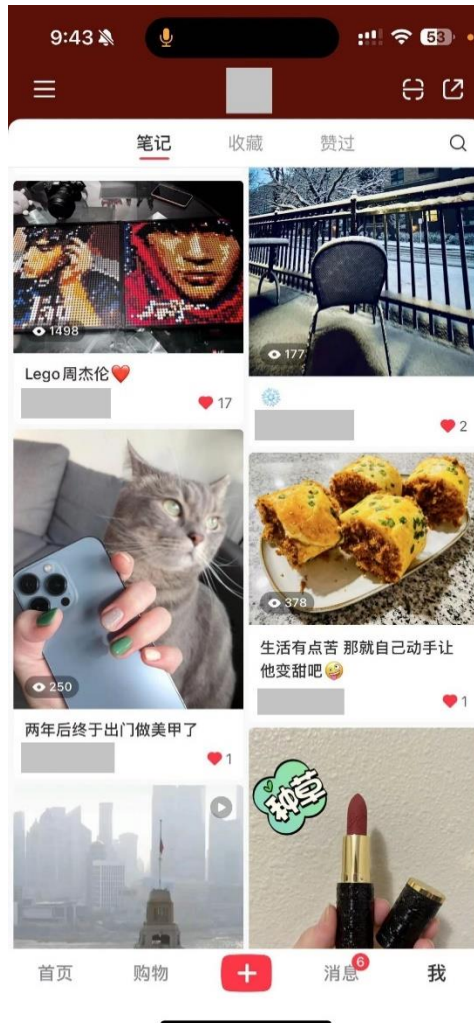 9:43
53
笔记 收藏 赞过
1498
Lego周杰伦❤️
17
177
❄️
2
250
两年后终于出门做美甲了
1
378
生活有点苦 那就自己动手让
他变甜吧🤪
1
种草
首页 购物 + 消息 6 我